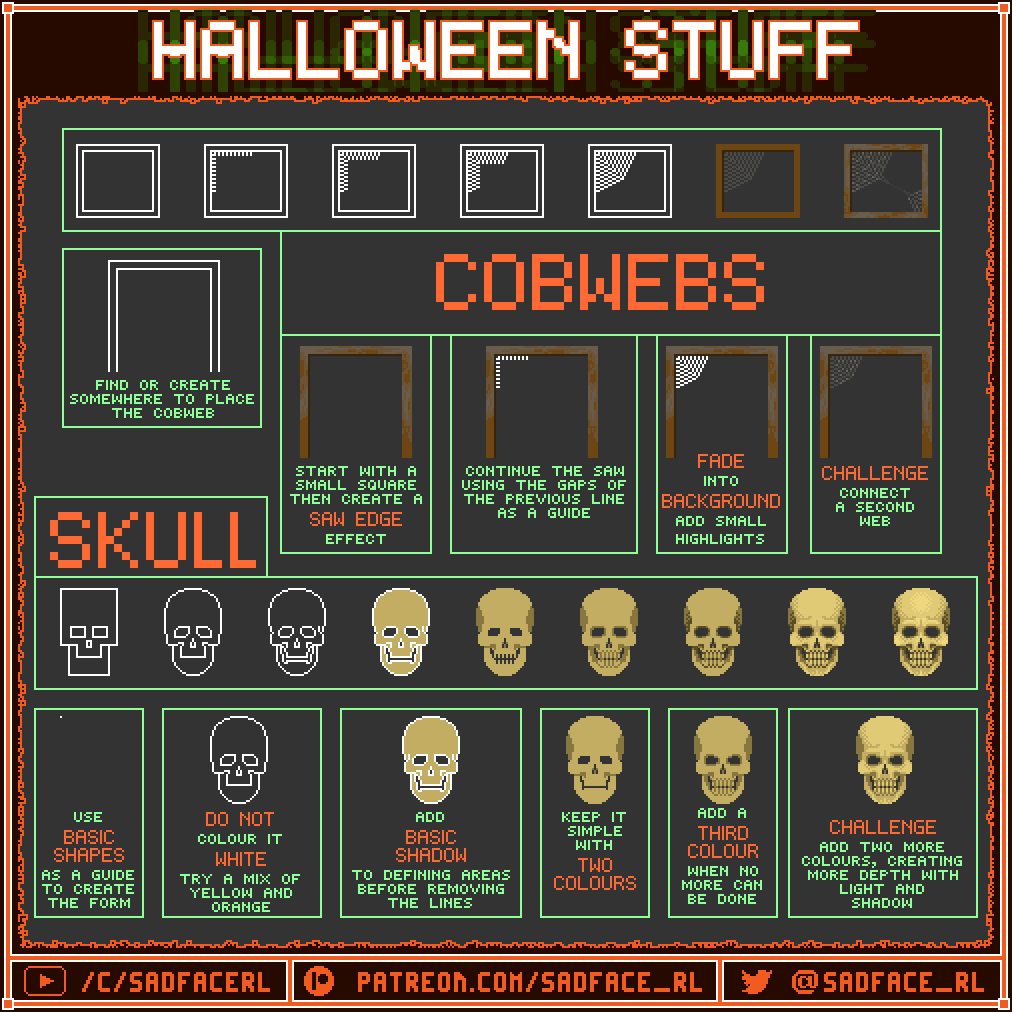 HALLOWEEN STUFF
COBWEBS
FIND OR CREATE
SOMEWHERE TO PLACE
THE COBWEB
START WITH A
SMALL SQUARE
THEN CREATE A
SAW EDGE
EFFECT
CONTINUE THE SAW
USING THE GAPS OF
THE PREVIOUS LINE
AS A GUIDE
FADE
INTO
BACKGROUND
ADD SMALL
HIGHLIGHTS
CHALLENGE
CONNECT
A SECOND
WEB
SKULL
USE
BASIC
SHAPES
AS A GUIDE
TO CREATE
THE FORM
DO NOT
COLOUR IT
WHITE
TRY A MIX OF
YELLOW AND
ORANGE
ADD
BASIC
SHADOW
TO DEFINING AREAS
BEFORE REMOVING
THE LINES
KEEP IT
SIMPLE
WITH
TWO
COLOURS
ADD A
THIRD
COLOUR
WHEN NO
MORE CAN
BE DONE
CHALLENGE
ADD TWO MORE
COLOURS, CREATING
MORE DEPTH WITH
LIGHT AND
SHADOW
/C/SADFACERL
PATREON.COM/SADFACE_RL
@SADFACE_RL